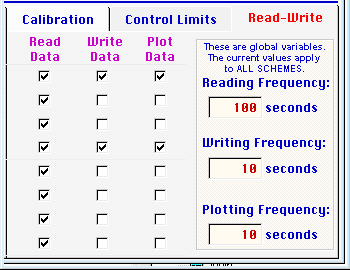 Calibration Control Limits Read-Write
Read Write Plot
Data Data Data
These are global variables.
The current values apply
to ALL SCHEMES.
Reading Frequency:
100 seconds
Writing Frequency:
10 seconds
Plotting Frequency:
10 seconds